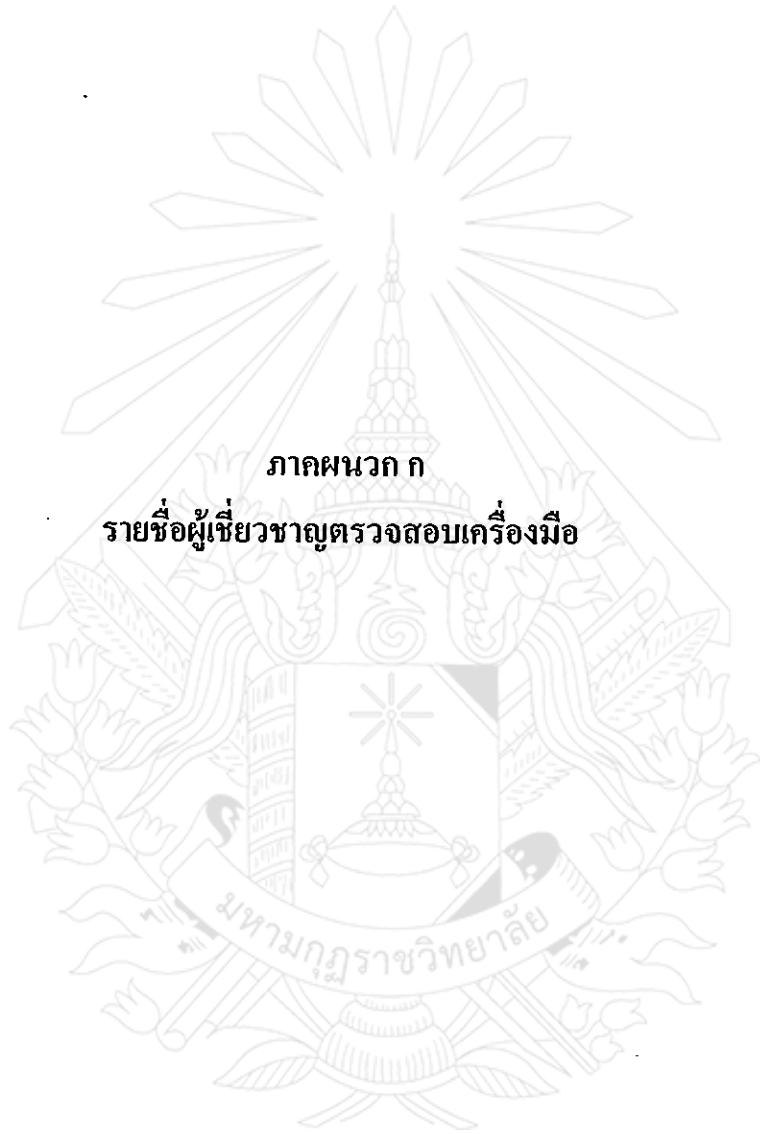 ภาคผนวก ก
รายชื่อผู้เชี่ยวชาญตรวจสอบเครื่องมือ
มหามกุฏราชวิทยาลัย